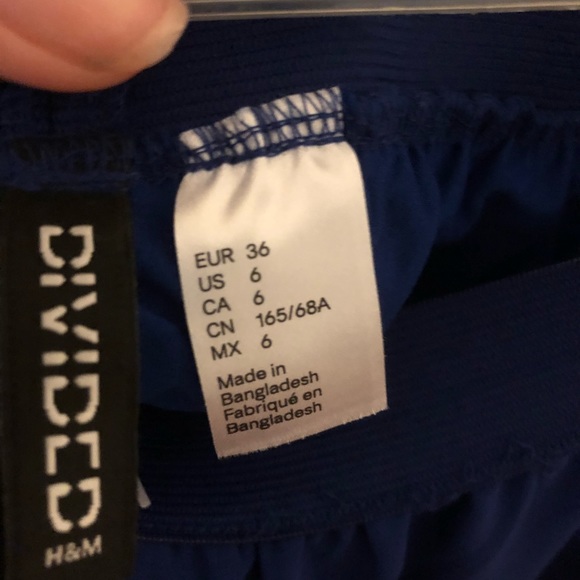 DIVIDED
H&M
EUR 36
US 6
CA 6
CN 165/68A
MX 6
Made in
Bangladesh
Fabriqué en
Bangladesh